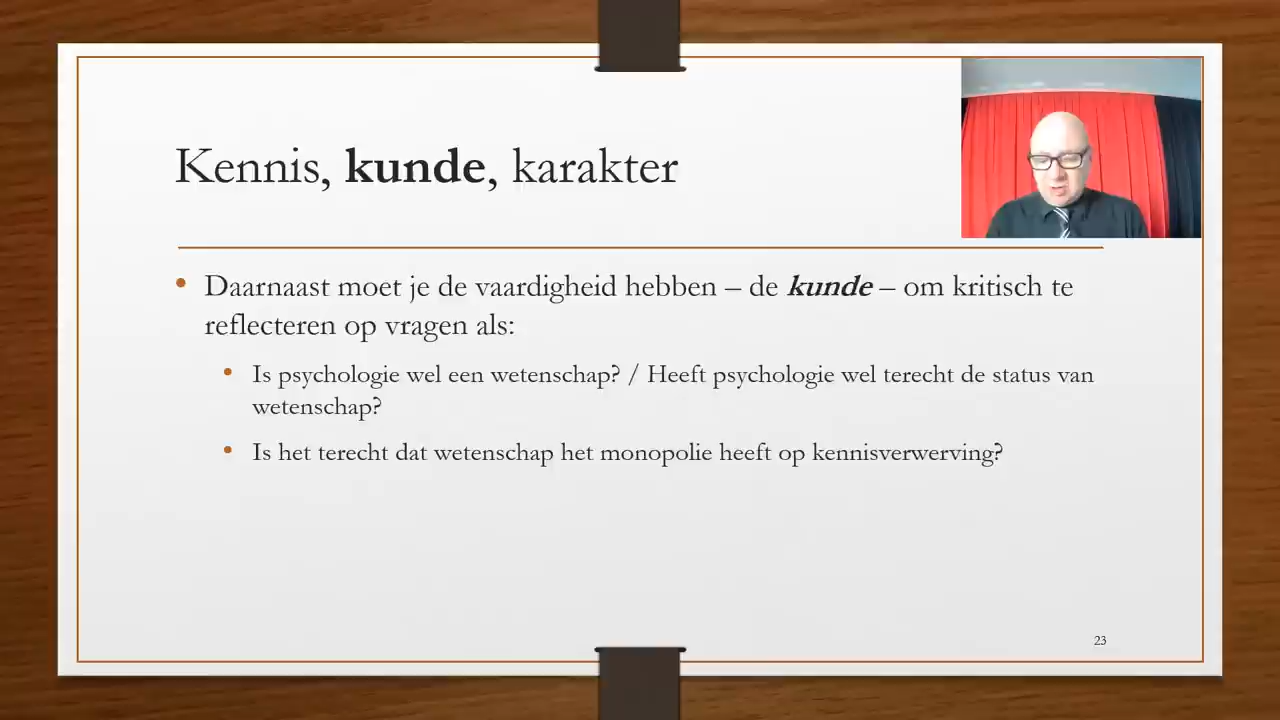 Kennis, kunde, karakter
• Daarnaast moet je de vaardigheid hebben – de kunde – om kritisch te
reflecteren op vragen als:
• Is psychologie wel een wetenschap? / Heeft psychologie wel terecht de status van
wetenschap?
• Is het terecht dat wetenschap het monopolie heeft op kennisverwerving?
23